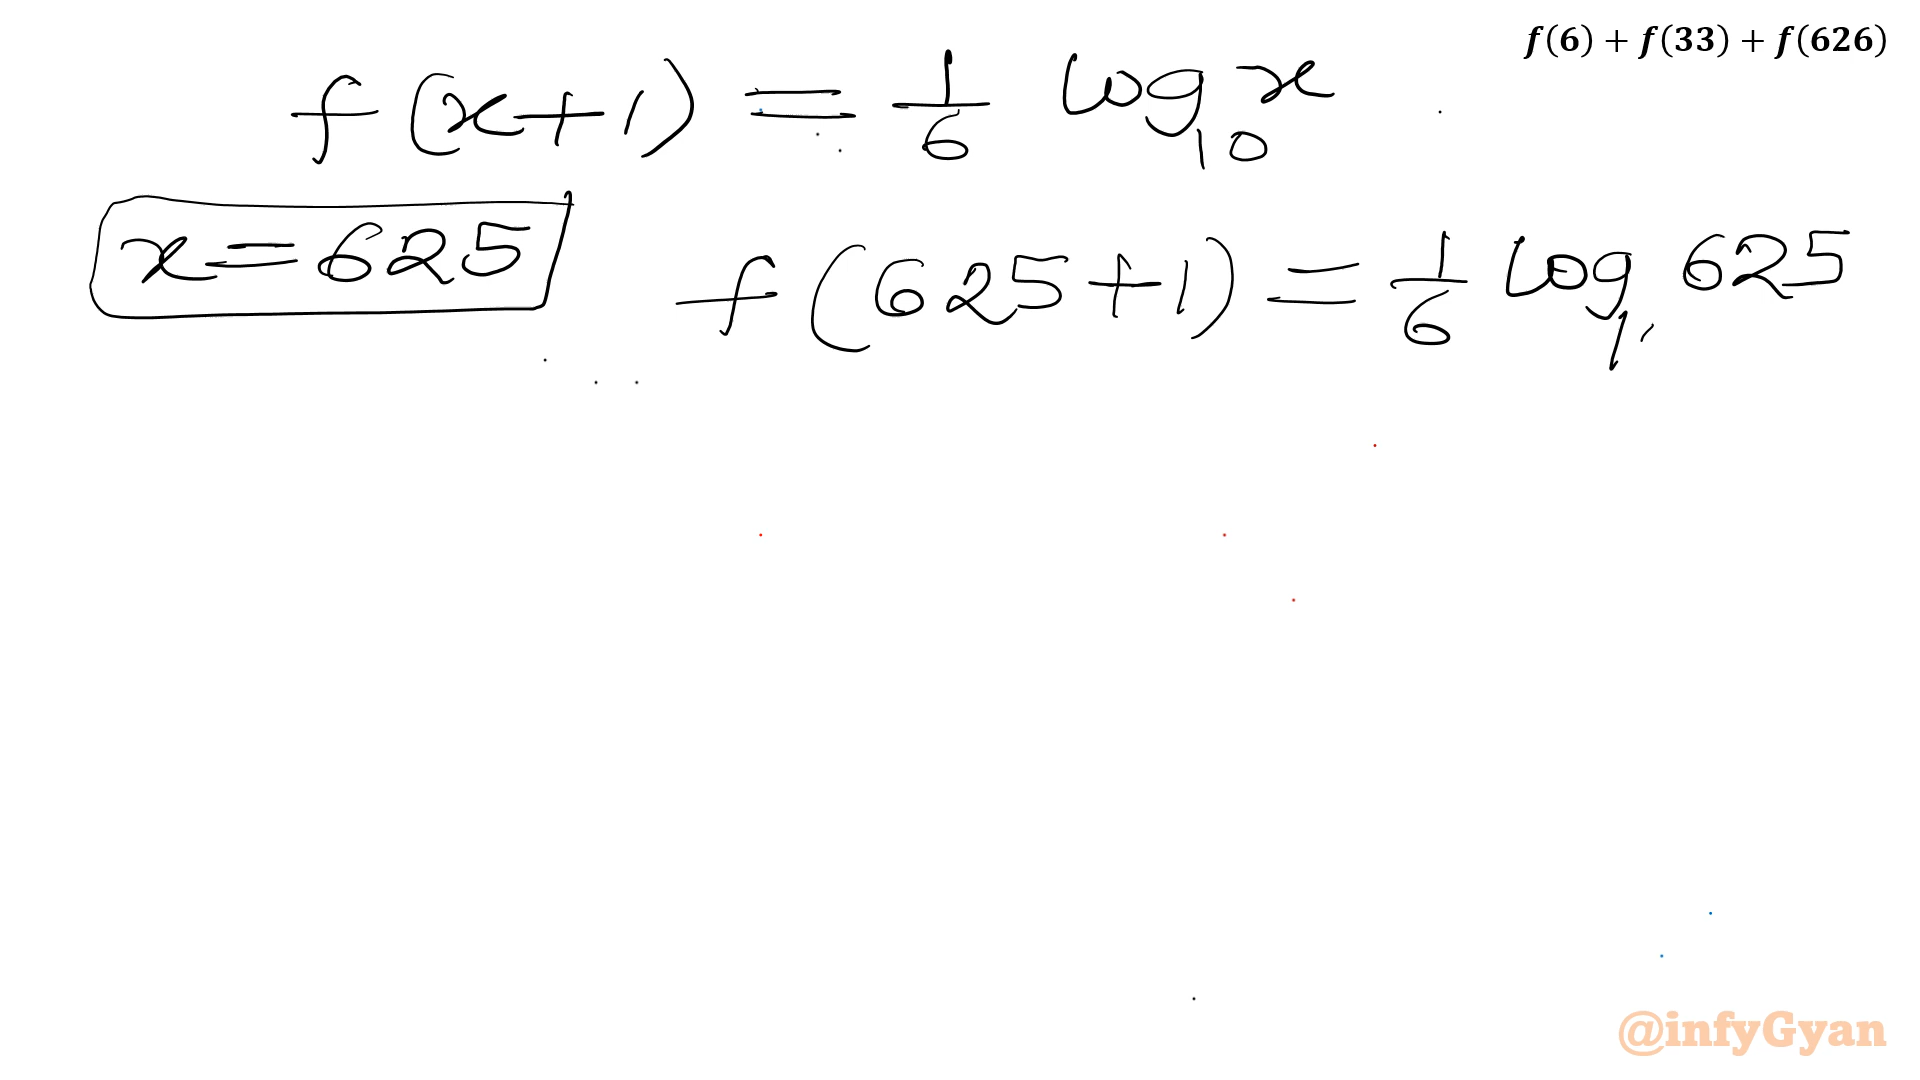 f(6) + f(33) + f(626)
f(x+1) = 1/6 log₁₀ x
x = 625
f(625+1) = 1/6 log₁ 625
@infyGyan